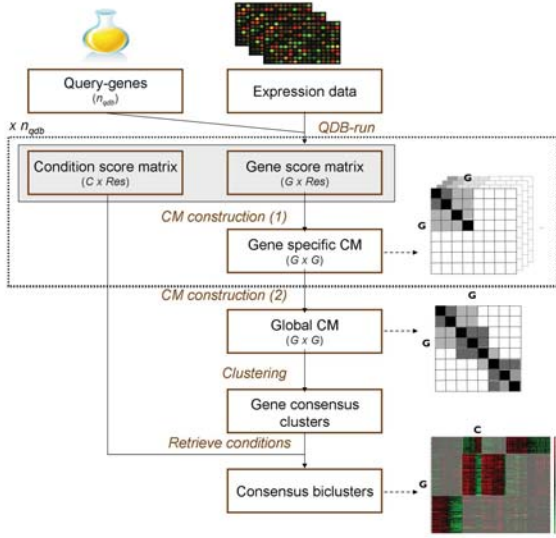 Query-genes
(n_qdb)
Expression data
x n_qdb
QDB-run
Condition score matrix
(C x Res)
Gene score matrix
(G x Res)
CM construction (1)
G
G
Gene specific CM
(G x G)
CM construction (2)
G
Global CM
(G x G)
G
Clustering
Gene consensus
clusters
Retrieve conditions
C
Consensus biclusters
G